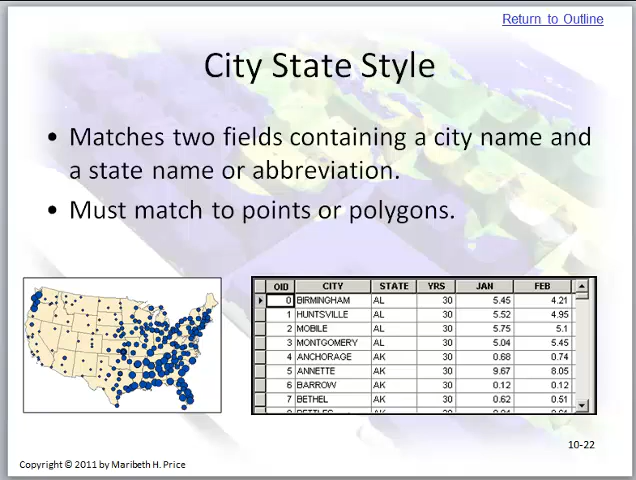 Return to Outline
City State Style
• Matches two fields containing a city name and
a state name or abbreviation.
• Must match to points or polygons.
OID CITY STATE YRS JAN FEB
0 BIRMINGHAM AL 30 5.45 4.21
1 HUNTSVILLE AL 30 5.52 4.95
2 MOBILE AL 30 5.75 5.1
3 MONTGOMERY AL 30 5.04 5.45
4 ANCHORAGE AK 30 0.68 0.74
5 ANNETTE AK 30 9.67 8.05
6 BARROW AK 30 0.12 0.12
7 BETHEL AK 30 0.62 0.51
10-22
Copyright © 2011 by Maribeth H. Price